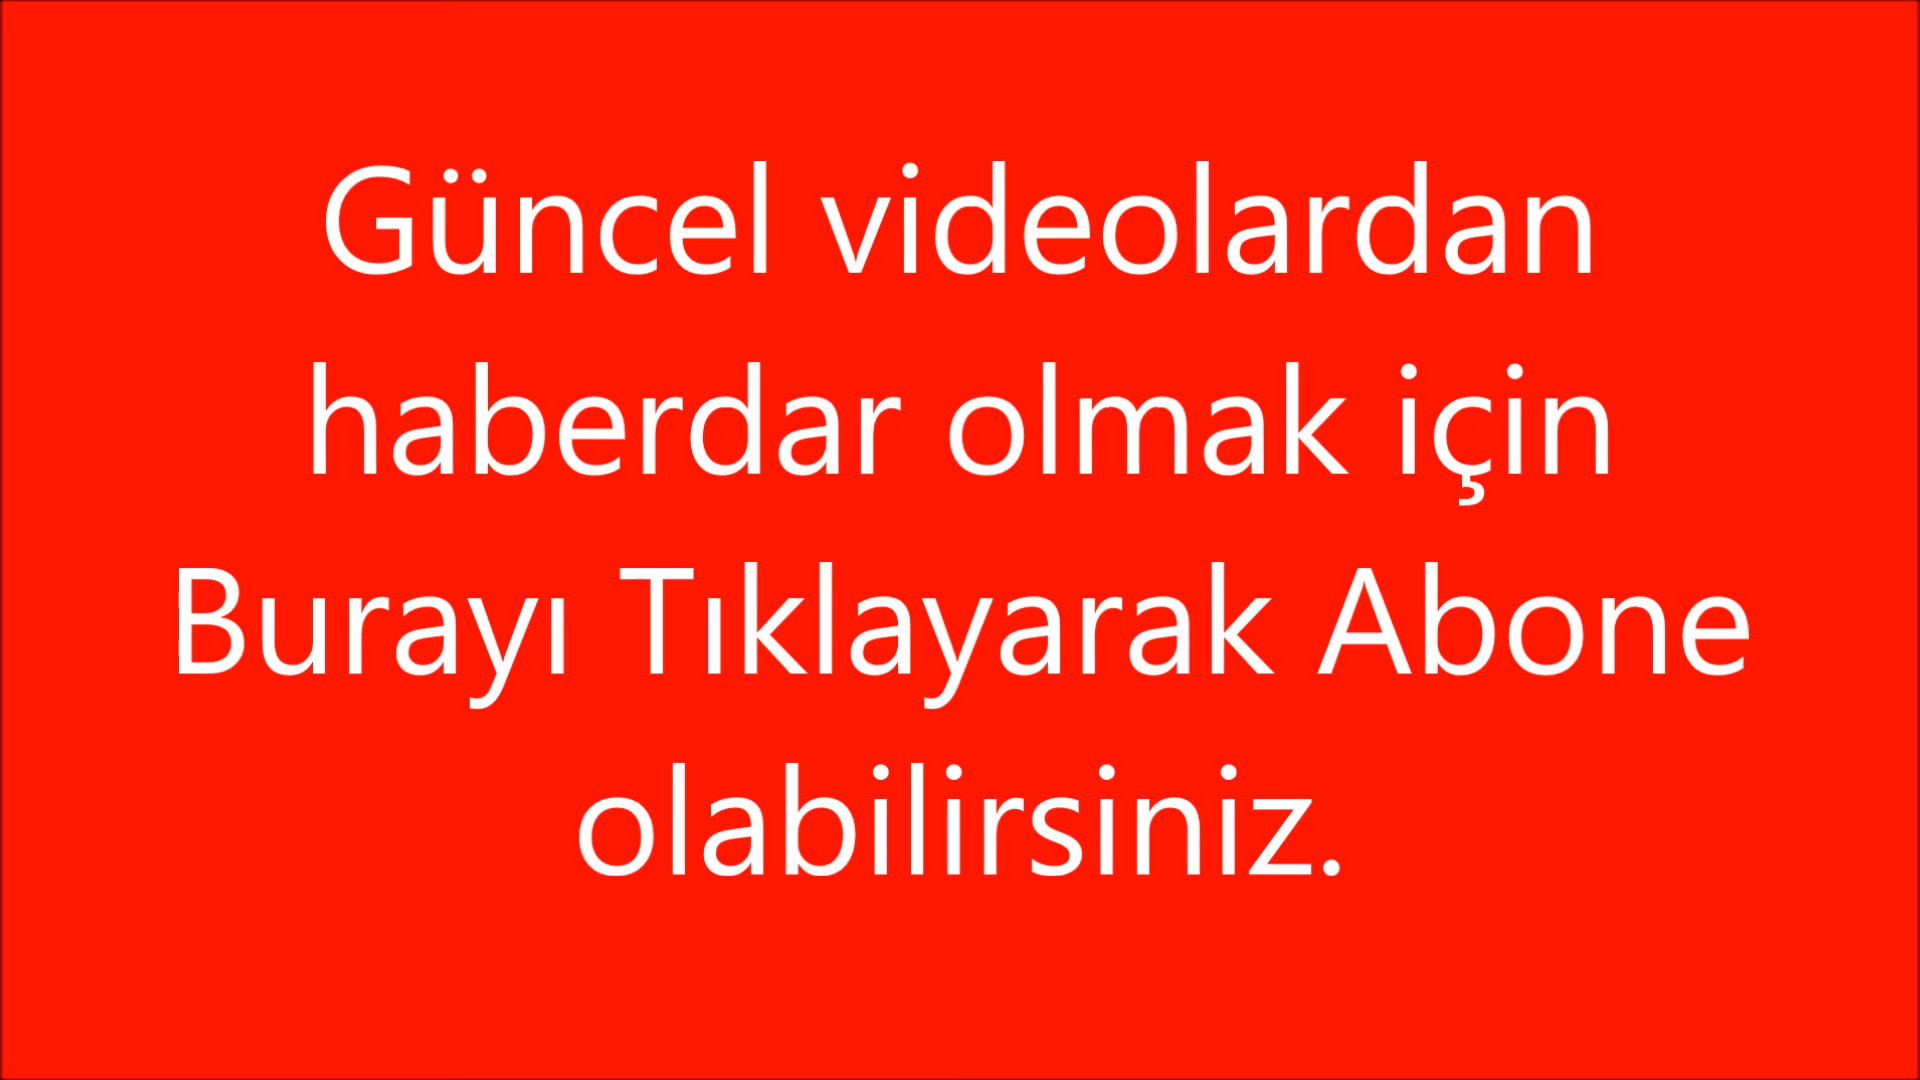 Güncel videolardan
haberdar olmak için
Burayı Tıklayarak Abone
olabilirsiniz.